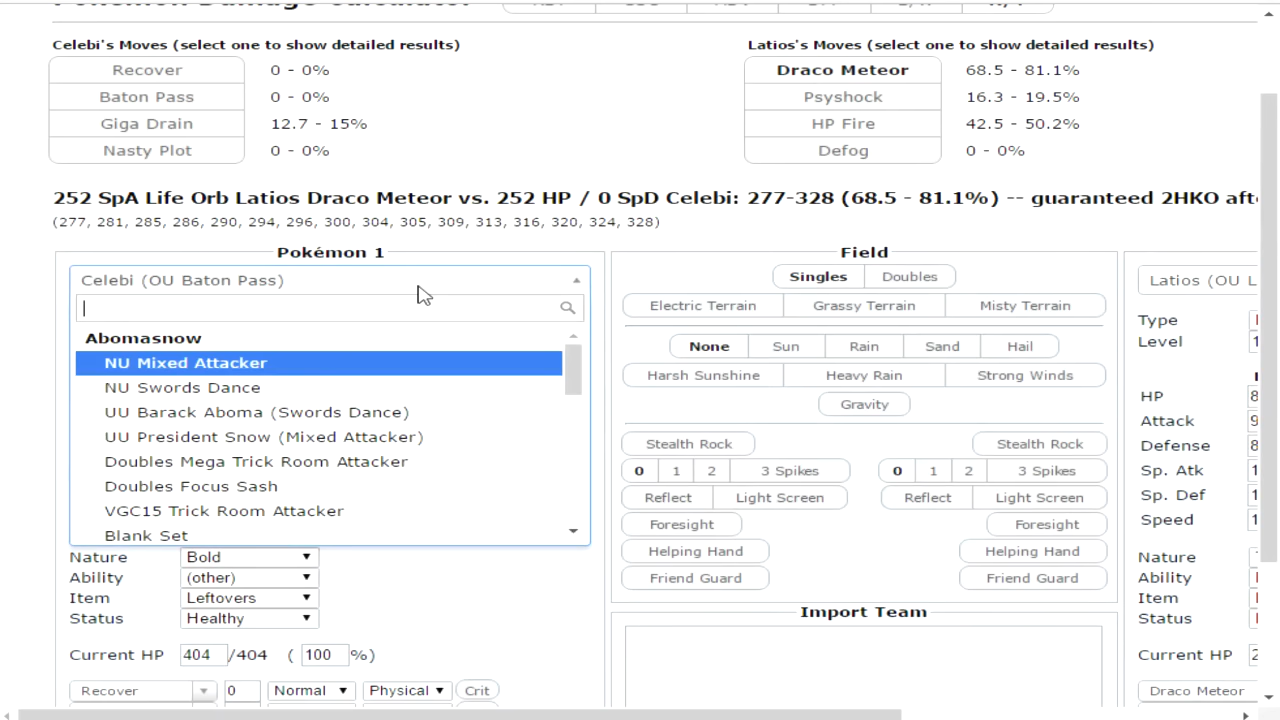 Celebi's Moves (select one to show detailed results)
Latios's Moves (select one to show detailed results)
Recover 0 - 0%
Draco Meteor 68.5 - 81.1%
Baton Pass 0 - 0%
Psyshock 16.3 - 19.5%
Giga Drain 12.7 - 15%
HP Fire 42.5 - 50.2%
Nasty Plot 0 - 0%
Defog 0 - 0%
252 SpA Life Orb Latios Draco Meteor vs. 252 HP / 0 SpD Celebi: 277-328 (68.5 - 81.1%) -- guaranteed 2HKO
(277, 281, 285, 286, 290, 294, 296, 300, 304, 305, 309, 313, 316, 320, 324, 328)
Pokémon 1
Celebi (OU Baton Pass)
Abomasnow
NU Mixed Attacker
NU Swords Dance
UU Barack Aboma (Swords Dance)
UU President Snow (Mixed Attacker)
Doubles Mega Trick Room Attacker
Doubles Focus Sash
VGC15 Trick Room Attacker
Blank Set
Nature Bold
Ability (other)
Item Leftovers
Status Healthy
Current HP 404 /404 ( 100 %)
Recover 0 Normal Physical Crit
Field
Singles Doubles
Electric Terrain Grassy Terrain Misty Terrain
None Sun Rain Sand Hail
Harsh Sunshine Heavy Rain Strong Winds
Gravity
Stealth Rock Stealth Rock
0 1 2 3 Spikes 0 1 2 3 Spikes
Reflect Light Screen Reflect Light Screen
Foresight Foresight
Helping Hand Helping Hand
Friend Guard Friend Guard
Import Team
Latios (OU L
Type
Level 1
HP 8
Attack 9
Defense 8
Sp. Atk 1
Sp. Def 1
Speed 1
Nature
Ability
Item
Status
Current HP 2
Draco Meteor